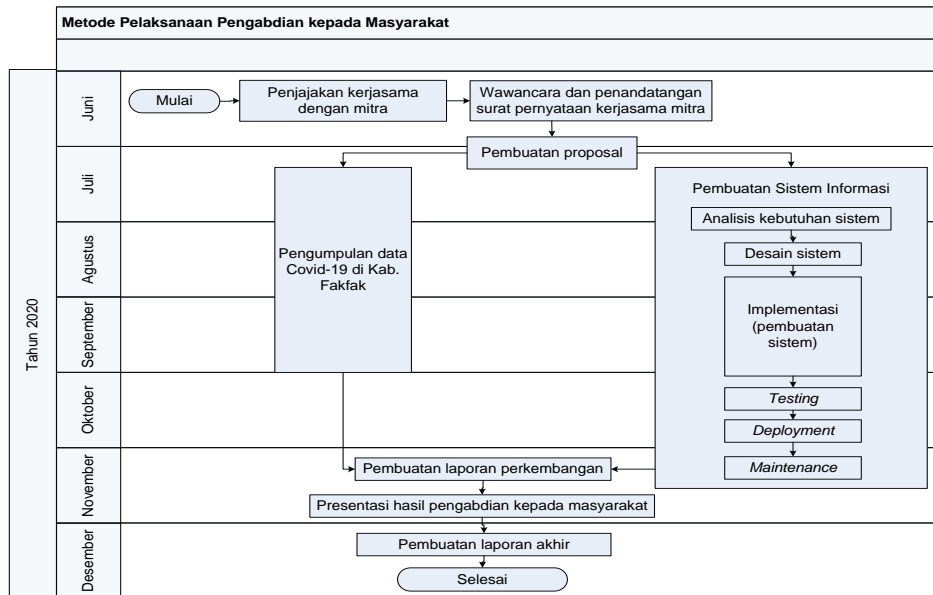 Metode Pelaksanaan Pengabdian kepada Masyarakat
Tahun 2020
Juni
Mulai
Penjajakan kerjasama
dengan mitra
Wawancara dan penandatangan
surat pernyataan kerjasama mitra
Juli
Pembuatan proposal
Pembuatan Sistem Informasi
Analisis kebutuhan sistem
Agustus
Pengumpulan data
Covid-19 di Kab.
Fakfak
Desain sistem
September
Implementasi
(pembuatan
sistem)
Oktober
Testing
Deployment
November
Maintenance
Pembuatan laporan perkembangan
Presentasi hasil pengabdian kepada masyarakat
Desember
Pembuatan laporan akhir
Selesai